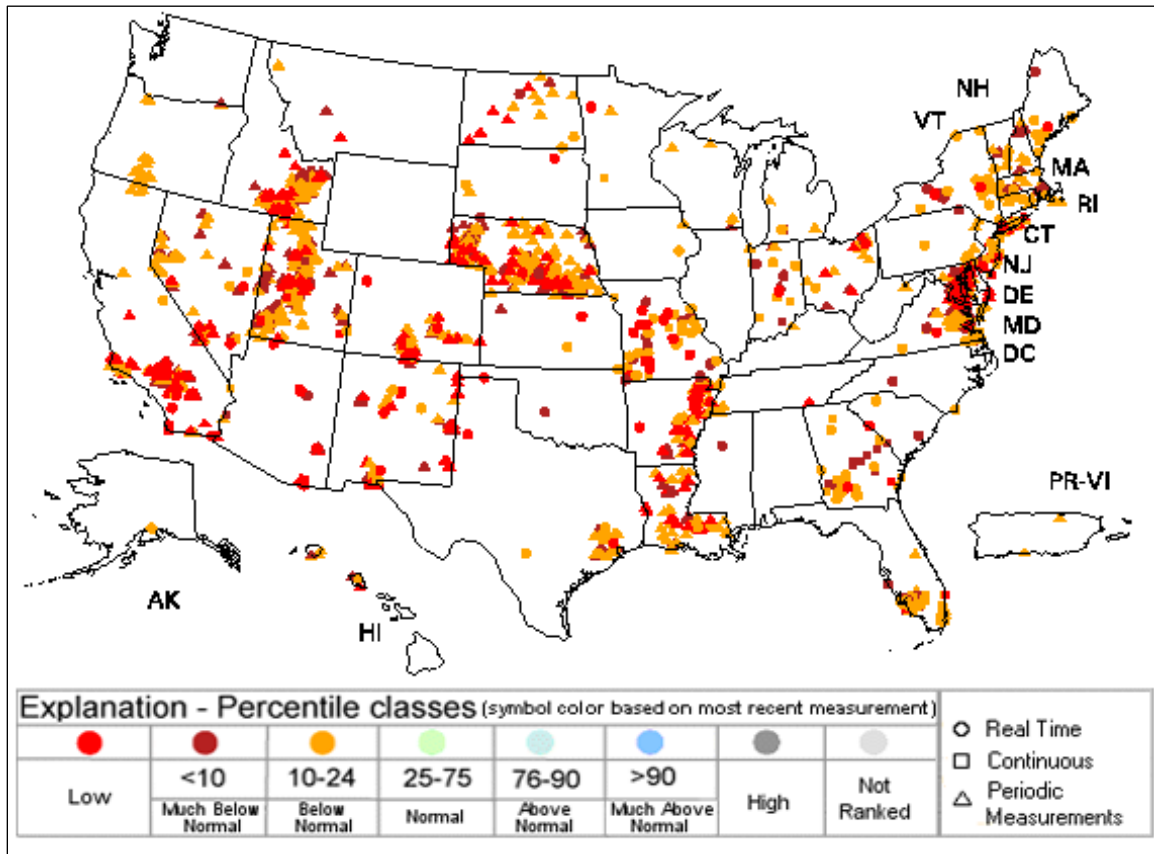 NH
VT
MA
RI
CT
NJ
DE
MD
DC
PR-VI
AK
HI
Explanation - Percentile classes (symbol color based on most recent measurement)
Low
<10
Much Below
Normal
10-24
Below
Normal
25-75
Normal
76-90
Above
Normal
>90
Much Above
Normal
High
Not
Ranked
Real Time
Continuous
Periodic
Measurements